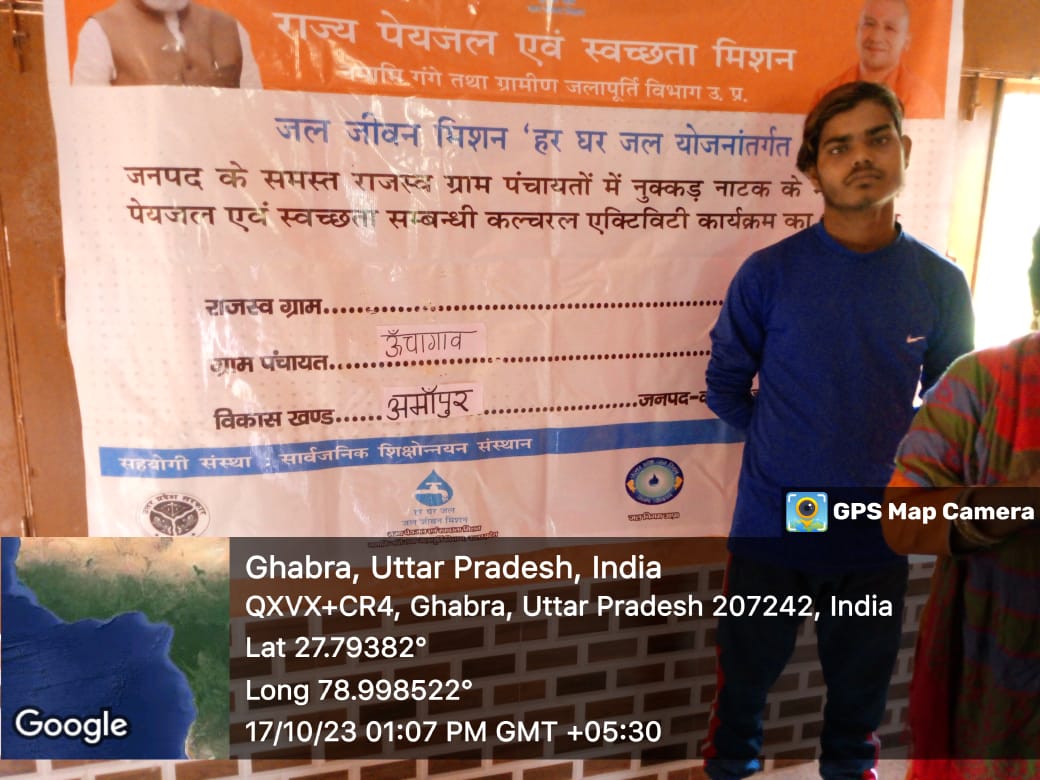 राज्य पेयजल एवं स्वच्छता मिशन
नमामि गंगे तथा ग्रामीण जलापूर्ति विभाग उ. प्र.
जल जीवन मिशन ‘हर घर जल योजनांतर्गत
जनपद के समस्त राजस्व ग्राम पंचायतों में नुक्कड़ नाटक के
पेयजल एवं स्वच्छता सम्बन्धी कल्चरल एक्टिविटी कार्यक्रम का
राजस्व ग्राम
ग्राम पंचायत ऊँचागाव
विकास खण्ड अमॉपुर जनपद-
सहयोगी संस्था : सार्वजनिक शिक्षोन्नयन संस्थान
हर घर जल
जल जीवन मिशन
GPS Map Camera
Ghabra, Uttar Pradesh, India
QXVX+CR4, Ghabra, Uttar Pradesh 207242, India
Lat 27.79382°
Long 78.998522°
17/10/23 01:07 PM GMT +05:30
Google